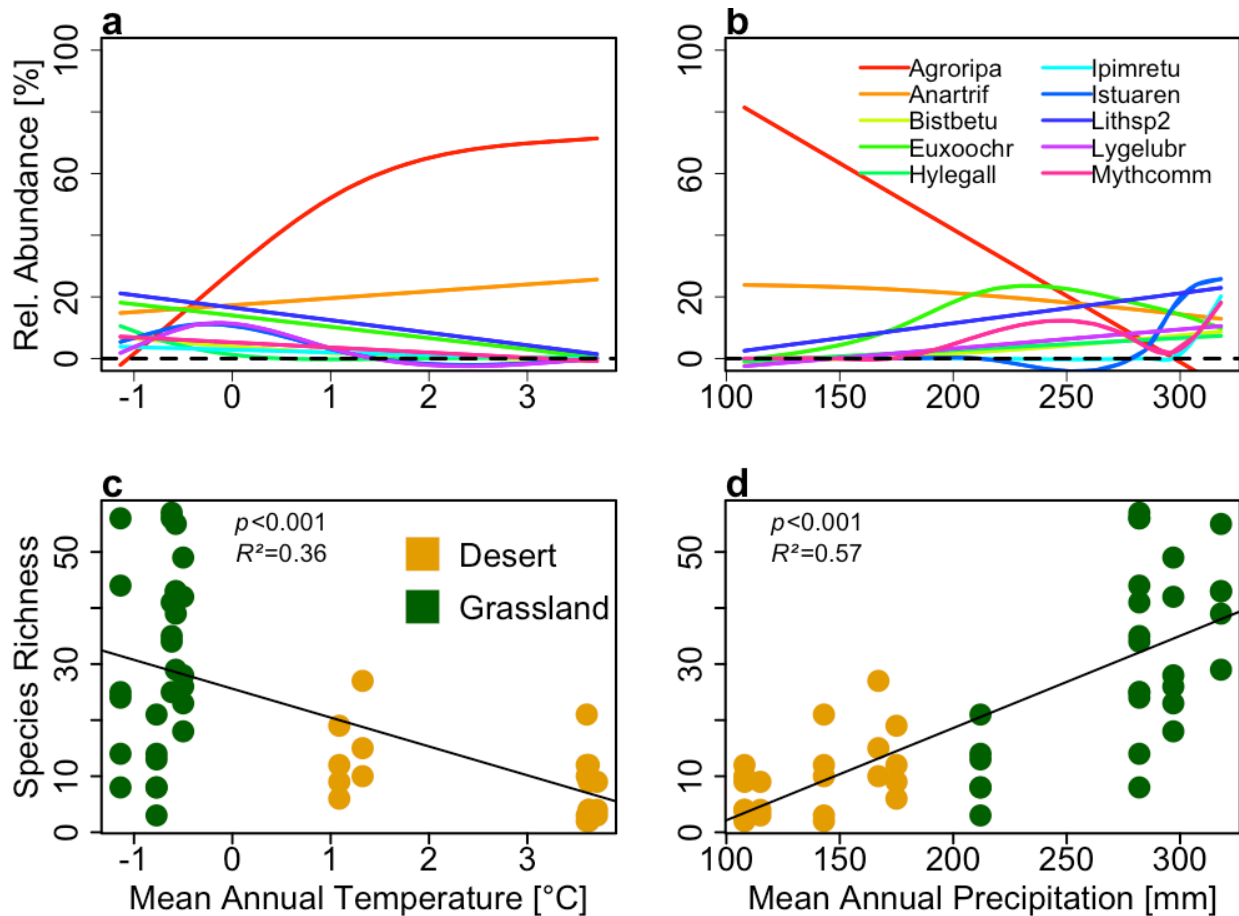 a
b
Rel. Abundance [%]
100
60
20
0
-1 0 1 2 3
100
60
20
0
100 150 200 250 300
Agroripa
Anartrif
Bistbetu
Euxoochr
Hylegall
Ipimretu
Istuaren
Lithsp2
Lygelubr
Mythcomm
c
d
Species Richness
50
30
10
0
p<0.001
R²=0.36
Desert
Grassland
-1 0 1 2 3
Mean Annual Temperature [°C]
50
30
10
0
p<0.001
R²=0.57
100 150 200 250 300
Mean Annual Precipitation [mm]